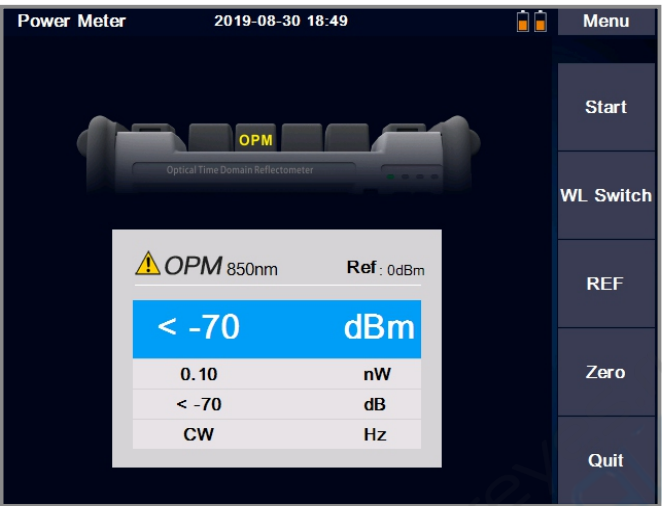 Power Meter 2019-08-30 18:49 Menu
Start
OPM
Optical Time Domain Reflectometer
WL Switch
OPM 850nm Ref: 0dBm
REF
< -70 dBm
0.10 nW
Zero
< -70 dB
CW Hz
Quit